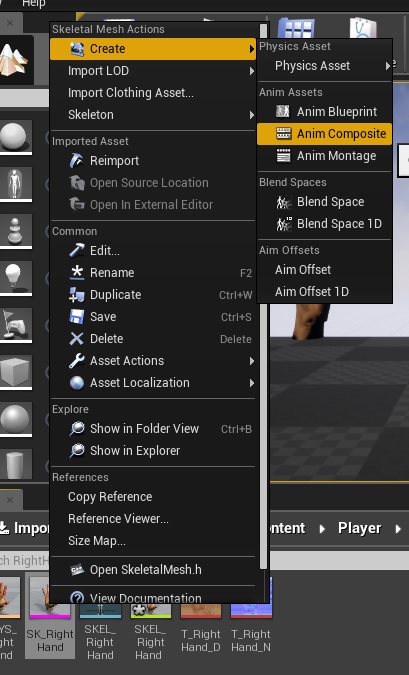 Help
Skeletal Mesh Actions
Create
Import LOD
Import Clothing Asset...
Skeleton
Imported Asset
Reimport
Open Source Location
Open In External Editor
Common
Edit...
Rename F2
Duplicate Ctrl+W
Save Ctrl+S
Delete Delete
Asset Actions
Asset Localization
Explore
Show in Folder View Ctrl+B
Show in Explorer
References
Copy Reference
Reference Viewer...
Size Map...
Open SkeletalMesh.h
View Documentation
Physics Asset
Physics Asset
Anim Assets
Anim Blueprint
Anim Composite
Anim Montage
Blend Spaces
Blend Space
Blend Space 1D
Aim Offsets
Aim Offset
Aim Offset 1D
Impor
ntent Player
ch RightH
YS_
nd
SK_Right
Hand
SKEL_
Right
Hand
SKEL_
Right
Hand
T_Right
Hand_D
T_Right
Hand_N